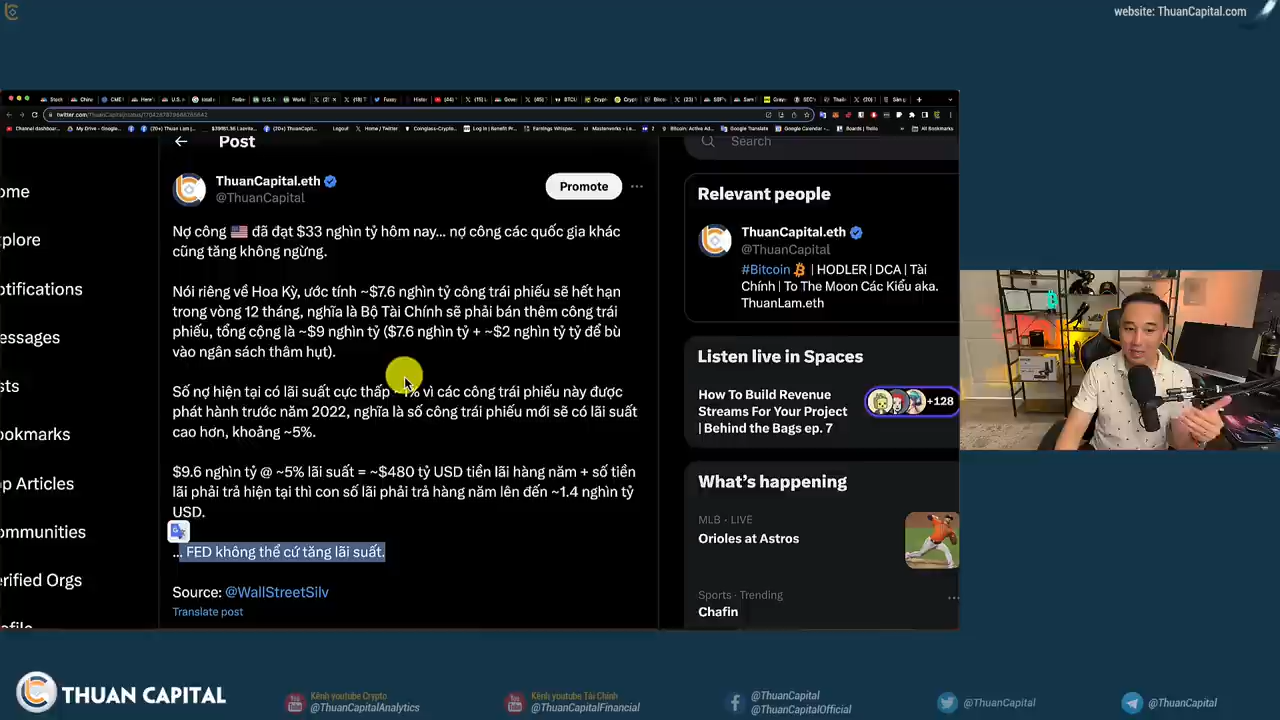 website: ThuanCapital.com
Post
Search
ThuanCapital.eth
@ThuanCapital
Promote
Nợ công 🇺🇸 đã đạt $33 nghìn tỷ hôm nay... nợ công các quốc gia khác
cũng tăng không ngừng.
Nói riêng về Hoa Kỳ, ước tính ~$7.6 nghìn tỷ công trái phiếu sẽ hết hạn
trong vòng 12 tháng, nghĩa là Bộ Tài Chính sẽ phải bán thêm công trái
phiếu, tổng cộng là ~$9 nghìn tỷ ($7.6 nghìn tỷ + ~$2 nghìn tỷ tỷ để bù
vào ngân sách thâm hụt).
Số nợ hiện tại có lãi suất cực thấp ~1% vì các công trái phiếu này được
phát hành trước năm 2022, nghĩa là số công trái phiếu mới sẽ có lãi suất
cao hơn, khoảng ~5%.
$9.6 nghìn tỷ @ ~5% lãi suất = ~$480 tỷ USD tiền lãi hàng năm + số tiền
lãi phải trả hiện tại thì con số lãi phải trả hàng năm lên đến ~1.4 nghìn tỷ
USD.
... FED không thể cứ tăng lãi suất.
Source: @WallStreetSilv
Translate post
ome
plore
otifications
essages
sts
ookmarks
op Articles
ommunities
erified Orgs
Relevant people
ThuanCapital.eth
@ThuanCapital
#Bitcoin | HODLER | DCA | Tài
Chính | To The Moon Các Kiểu aka.
ThuanLam.eth
Listen live in Spaces
How To Build Revenue
Streams For Your Project
| Behind the Bags ep. 7
+128
What's happening
MLB · LIVE
Orioles at Astros
Sports · Trending
Chafin
THUAN CAPITAL
Kênh youtube Crypto
@ThuanCapitalAnalytics
Kênh youtube Tài Chính
@ThuanCapitalFinancial
@ThuanCapital
@ThuanCapitalOfficial
@ThuanCapital
@ThuanCapital